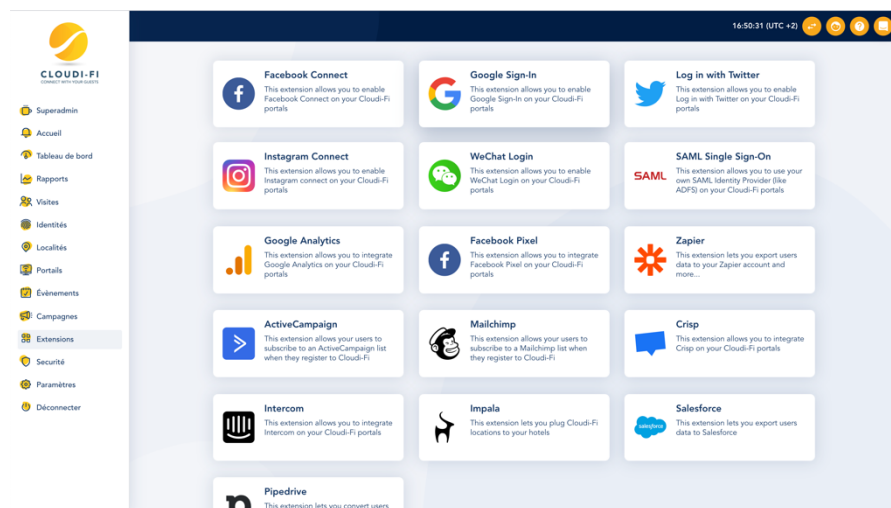 16:50:31 (UTC +2)
CLOUDI-FI
CONNECT WITH YOUR GUESTS
Superadmin
Accueil
Tableau de bord
Rapports
Visites
Identités
Localités
Portails
Évènements
Campagnes
Extensions
Securité
Paramètres
Déconnecter
Facebook Connect
This extension allows you to enable
Facebook Connect on your Cloudi-Fi
portals
Google Sign-In
This extension allows you to enable
Google Sign-In on your Cloudi-Fi
portals
Log in with Twitter
This extension allows you to enable
Log in with Twitter on your Cloudi-Fi
portals
Instagram Connect
This extension allows you to enable
Instagram connect on your Cloudi-Fi
portals
WeChat Login
This extension allows you to enable
WeChat Login on your Cloudi-Fi
portals
SAML
SAML Single Sign-On
This extension allows you to use your
own SAML Identity Provider (like
ADFS) on your Cloudi-Fi portals
Google Analytics
This extension allows you to integrate
Google Analytics on your Cloudi-Fi
portals
Facebook Pixel
This extension allows you to integrate
Facebook Pixel on your Cloudi-Fi
portals
Zapier
This extension lets you export users
data to your Zapier account and
more...
ActiveCampaign
This extension allows your users to
subscribe to an ActiveCampaign list
when they register to Cloudi-Fi
Mailchimp
This extension allows your users to
subscribe to a Mailchimp list when
they register to Cloudi-Fi
Crisp
This extension allows you to integrate
Crisp on your Cloudi-Fi portals
Intercom
This extension allows you to integrate
Intercom on your Cloudi-Fi portals
Impala
This extension lets you plug Cloudi-Fi
locations to your hotels
salesforce
Salesforce
This extension lets you export users
data to Salesforce
Pipedrive
This extension lets you convert users